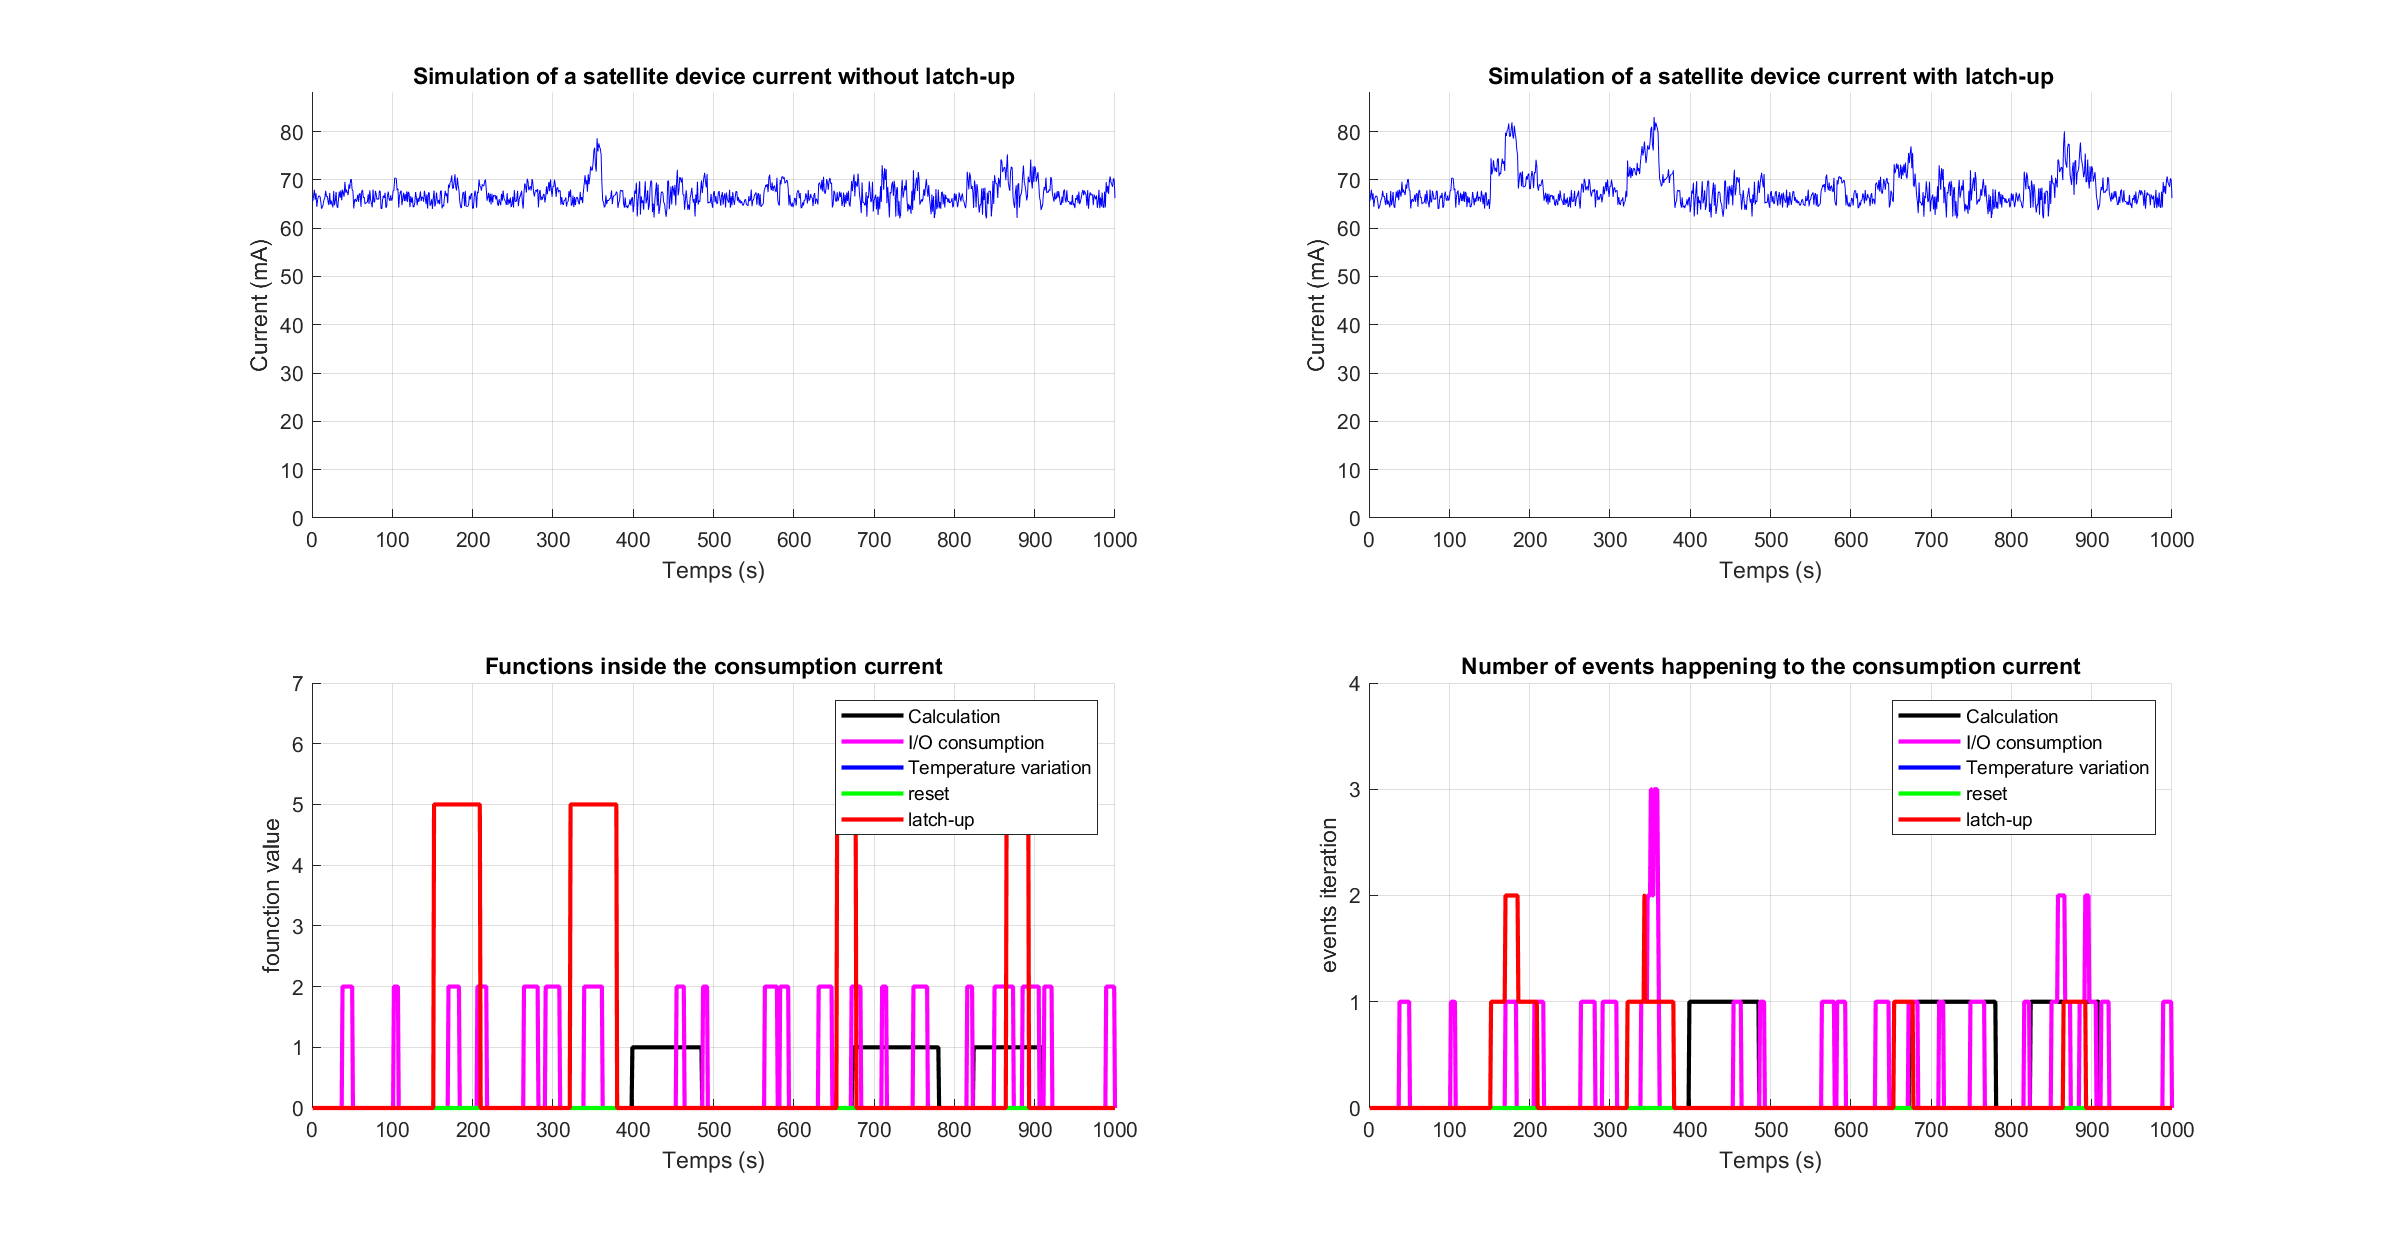 Simulation of a satellite device current without latch-up
80
70
60
50
40
30
20
10
0
Current (mA)
0 100 200 300 400 500 600 700 800 900 1000
Temps (s)
Simulation of a satellite device current with latch-up
80
70
60
50
40
30
20
10
0
Current (mA)
0 100 200 300 400 500 600 700 800 900 1000
Temps (s)
Functions inside the consumption current
7
6
5
4
3
2
1
0
founction value
Calculation
I/O consumption
Temperature variation
reset
latch-up
0 100 200 300 400 500 600 700 800 900 1000
Temps (s)
Number of events happening to the consumption current
4
3
2
1
0
events iteration
Calculation
I/O consumption
Temperature variation
reset
latch-up
0 100 200 300 400 500 600 700 800 900 1000
Temps (s)